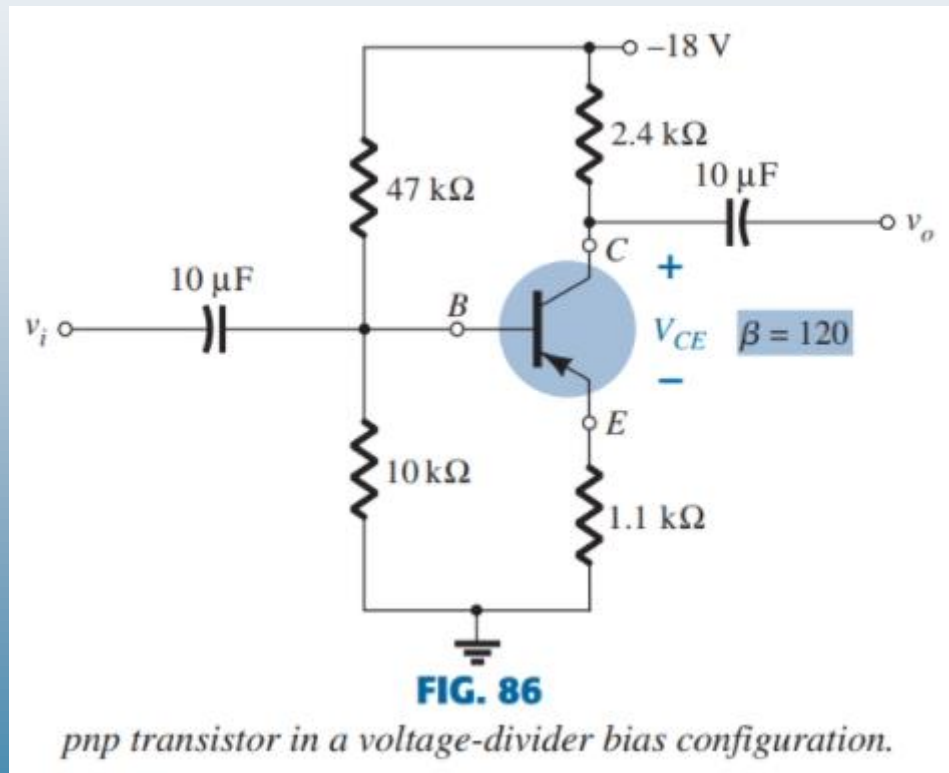 –18 V
2.4 kΩ
10 μF
47 kΩ
v_o
C
10 μF
+
B
v_i
V_CE
β = 120
–
E
10 kΩ
1.1 kΩ
FIG. 86
pnp transistor in a voltage-divider bias configuration.